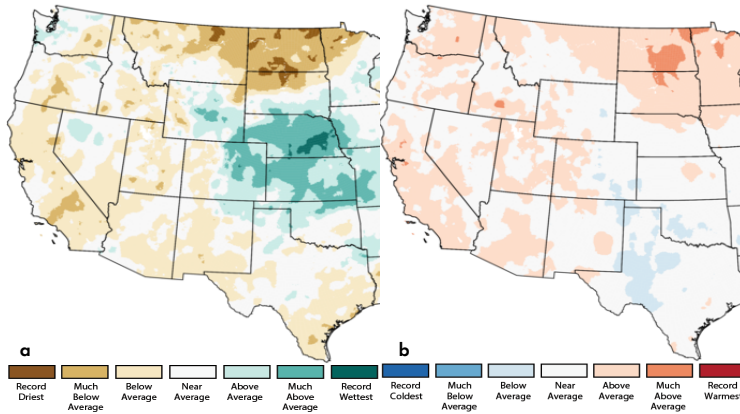 a
b
Record Driest
Much Below Average
Below Average
Near Average
Above Average
Much Above Average
Record Wettest
Record Coldest
Much Below Average
Below Average
Near Average
Above Average
Much Above Average
Record Warmest